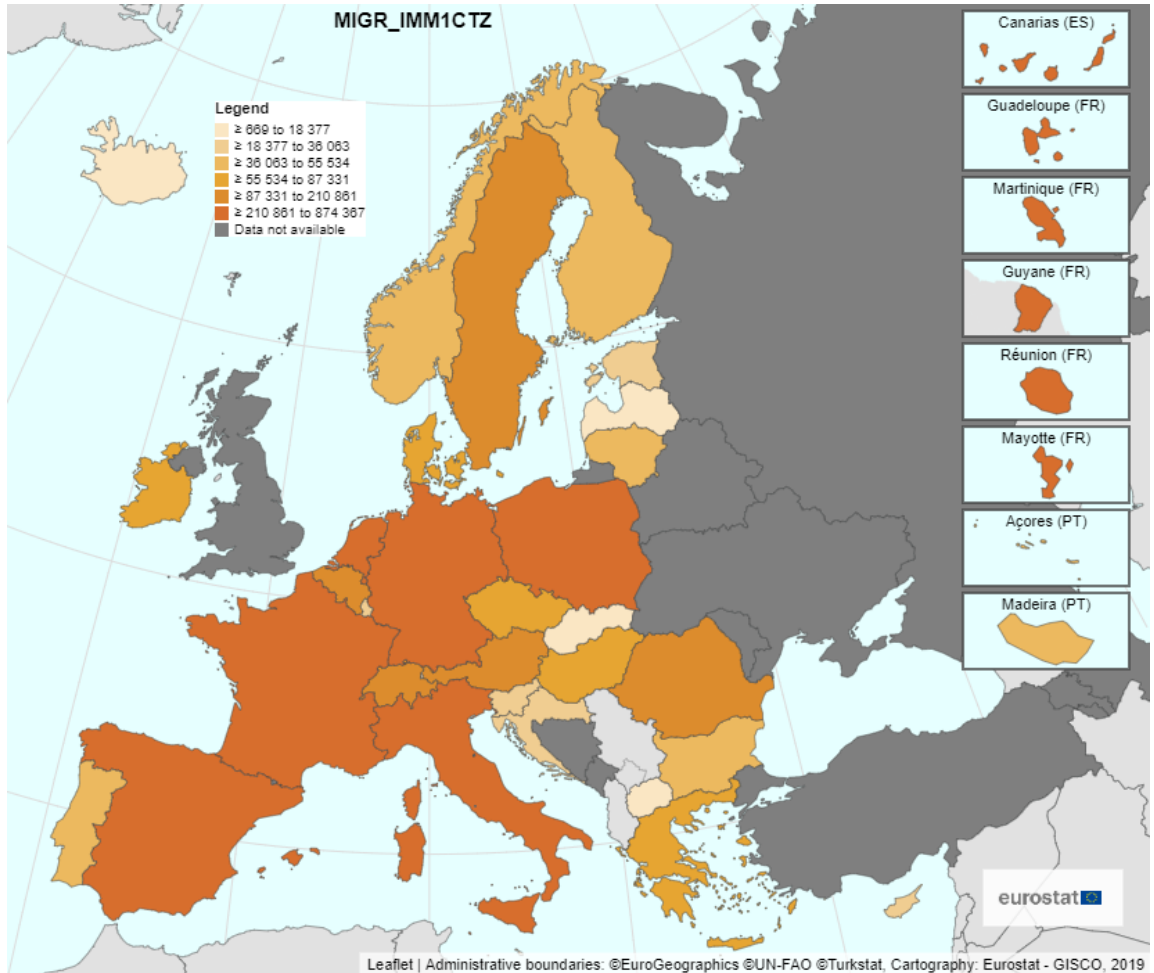 MIGR_IMM1CTZ
Legend
≥ 669 to 18 377
≥ 18 377 to 36 063
≥ 36 063 to 55 534
≥ 55 534 to 87 331
≥ 87 331 to 210 861
≥ 210 861 to 874 367
Data not available
Canarias (ES)
Guadeloupe (FR)
Martinique (FR)
Guyane (FR)
Réunion (FR)
Mayotte (FR)
Açores (PT)
Madeira (PT)
eurostat
Leaflet | Administrative boundaries: ©EuroGeographics ©UN-FAO ©Turkstat, Cartography: Eurostat - GISCO, 2019